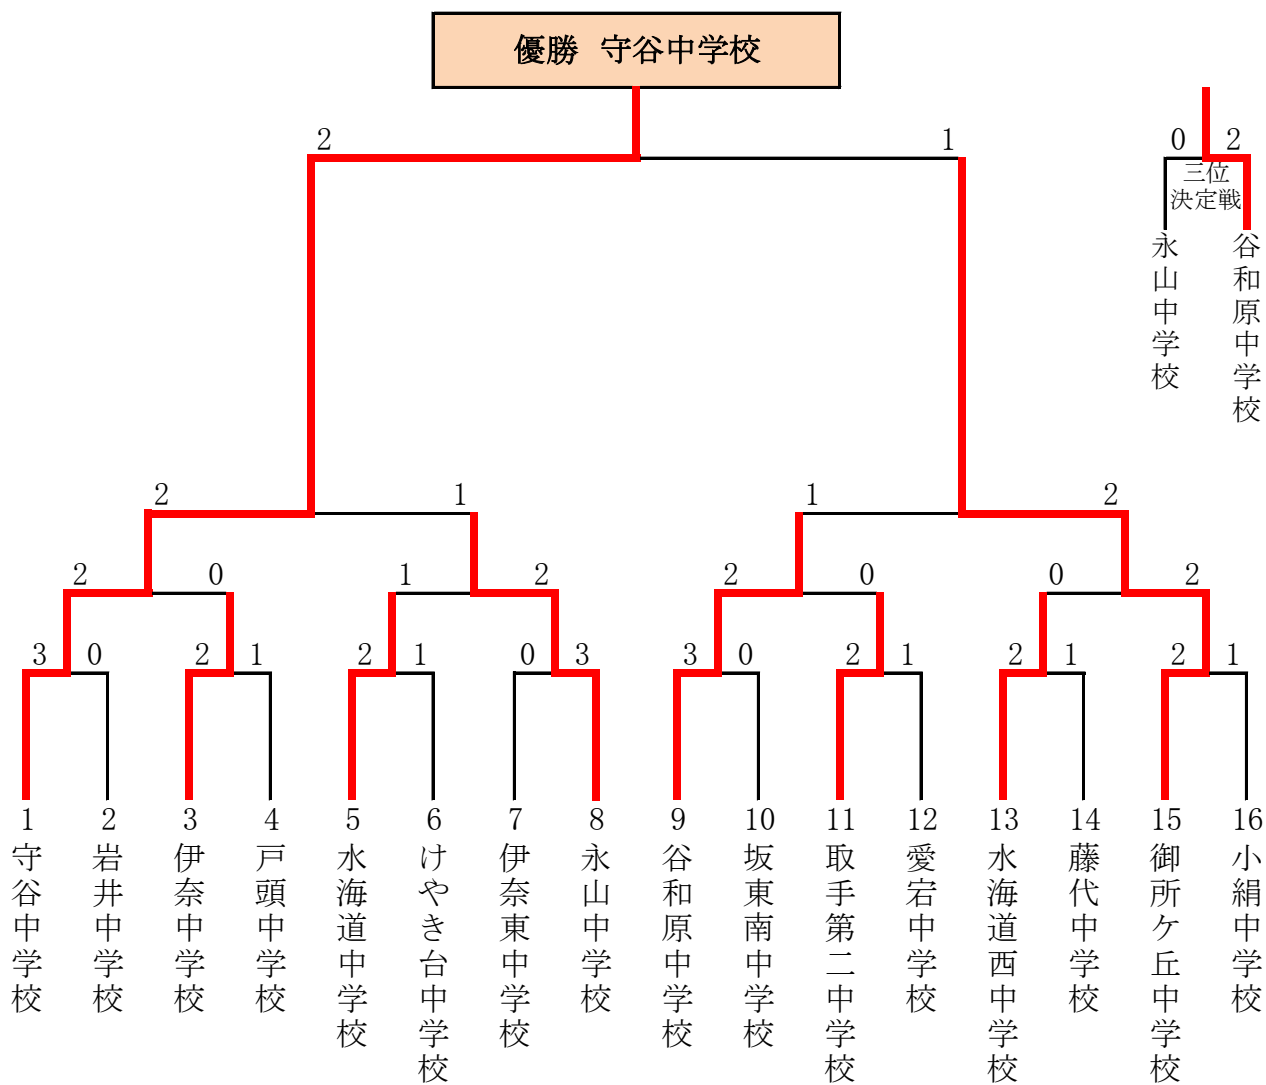 優勝 守谷中学校
2 1
0 2
三位
決定戦
永山中学校
谷和原中学校
2 1 1 2
2 0 1 2 2 0 0 2
3 0 2 1 2 1 0 3 3 0 2 1 2 1 2 1
1 2 3 4 5 6 7 8 9 10 11 12 13 14 15 16
守谷中学校
岩井中学校
伊奈中学校
戸頭中学校
水海道中学校
けやき台中学校
伊奈東中学校
永山中学校
谷和原中学校
坂東南中学校
取手第二中学校
愛宕中学校
水海道西中学校
藤代中学校
御所ケ丘中学校
小絹中学校